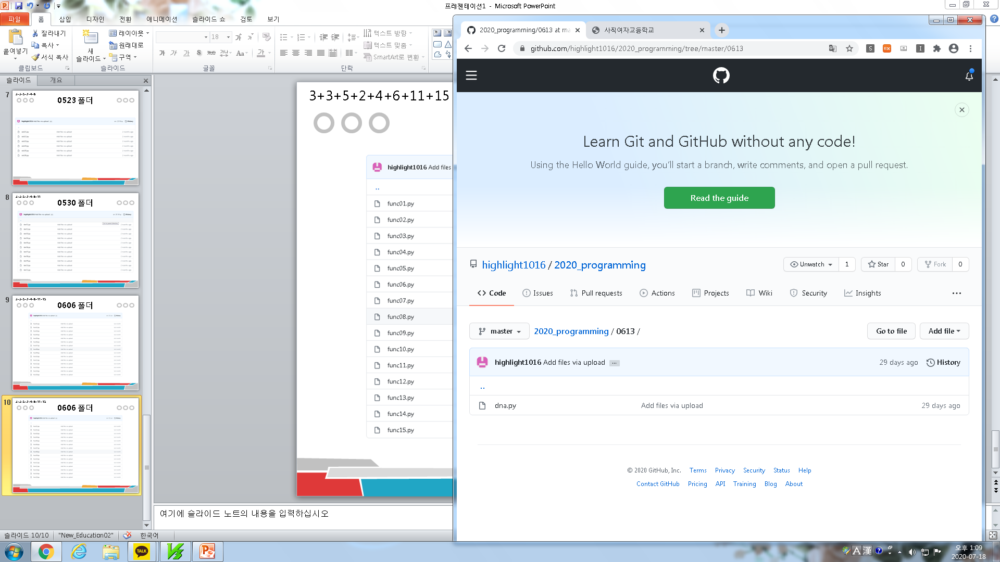 프레젠테이션1 - Microsoft PowerPoint
파일 홈 삽입 디자인 전환 애니메이션 슬라이드 쇼 검토 보기
붙여넣기
잘라내기
복사
서식 복사
클립보드
새
슬라이드
레이아웃
원래대로
구역
슬라이드
18
가 가 가 S 가나 Aa 가
글꼴
텍스트 방향
텍스트 맞춤
SmartArt로 변환
단락
슬라이드 개요
7
0523 폴더
8
0530 폴더
9
0606 폴더
10
0606 폴더
3+3+5+2+4+6+11+15
highlight1016 Add files
..
func01.py
func02.py
func03.py
func04.py
func05.py
func06.py
func07.py
func08.py
func09.py
func10.py
func11.py
func12.py
func13.py
func14.py
func15.py
여기에 슬라이드 노트의 내용을 입력하십시오
슬라이드 10/10 "New_Education02" 한국어
2020_programming/0613 at ma
사직여자고등학교
github.com/highlight1016/2020_programming/tree/master/0613
Learn Git and GitHub without any code!
Using the Hello World guide, you’ll start a branch, write comments, and open a pull request.
Read the guide
highlight1016 / 2020_programming
Unwatch 1 Star 0 Fork 0
Code Issues Pull requests Actions Projects Wiki Security Insights ...
master 2020_programming / 0613 / Go to file Add file
highlight1016 Add files via upload ... 29 days ago History
..
dna.py Add files via upload 29 days ago
© 2020 GitHub, Inc. Terms Privacy Security Status Help
Contact GitHub Pricing API Training Blog About
TALK
A 漢
오후 1:09
2020-07-18